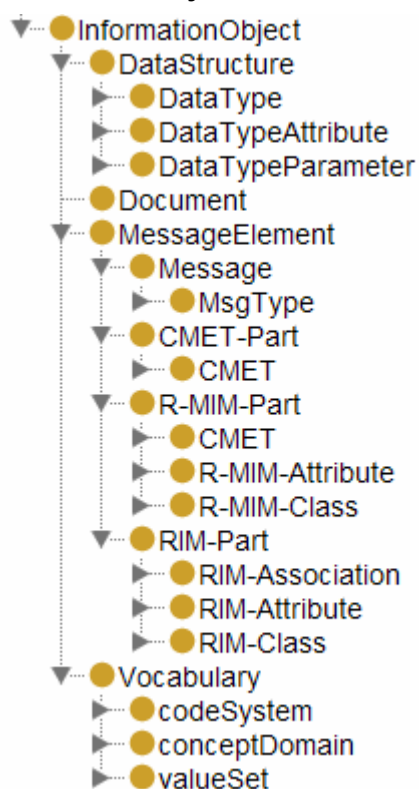 InformationObject
DataStructure
DataType
DataTypeAttribute
DataTypeParameter
Document
MessageElement
Message
MsgType
CMET-Part
CMET
R-MIM-Part
CMET
R-MIM-Attribute
R-MIM-Class
RIM-Part
RIM-Association
RIM-Attribute
RIM-Class
Vocabulary
codeSystem
conceptDomain
valueSet